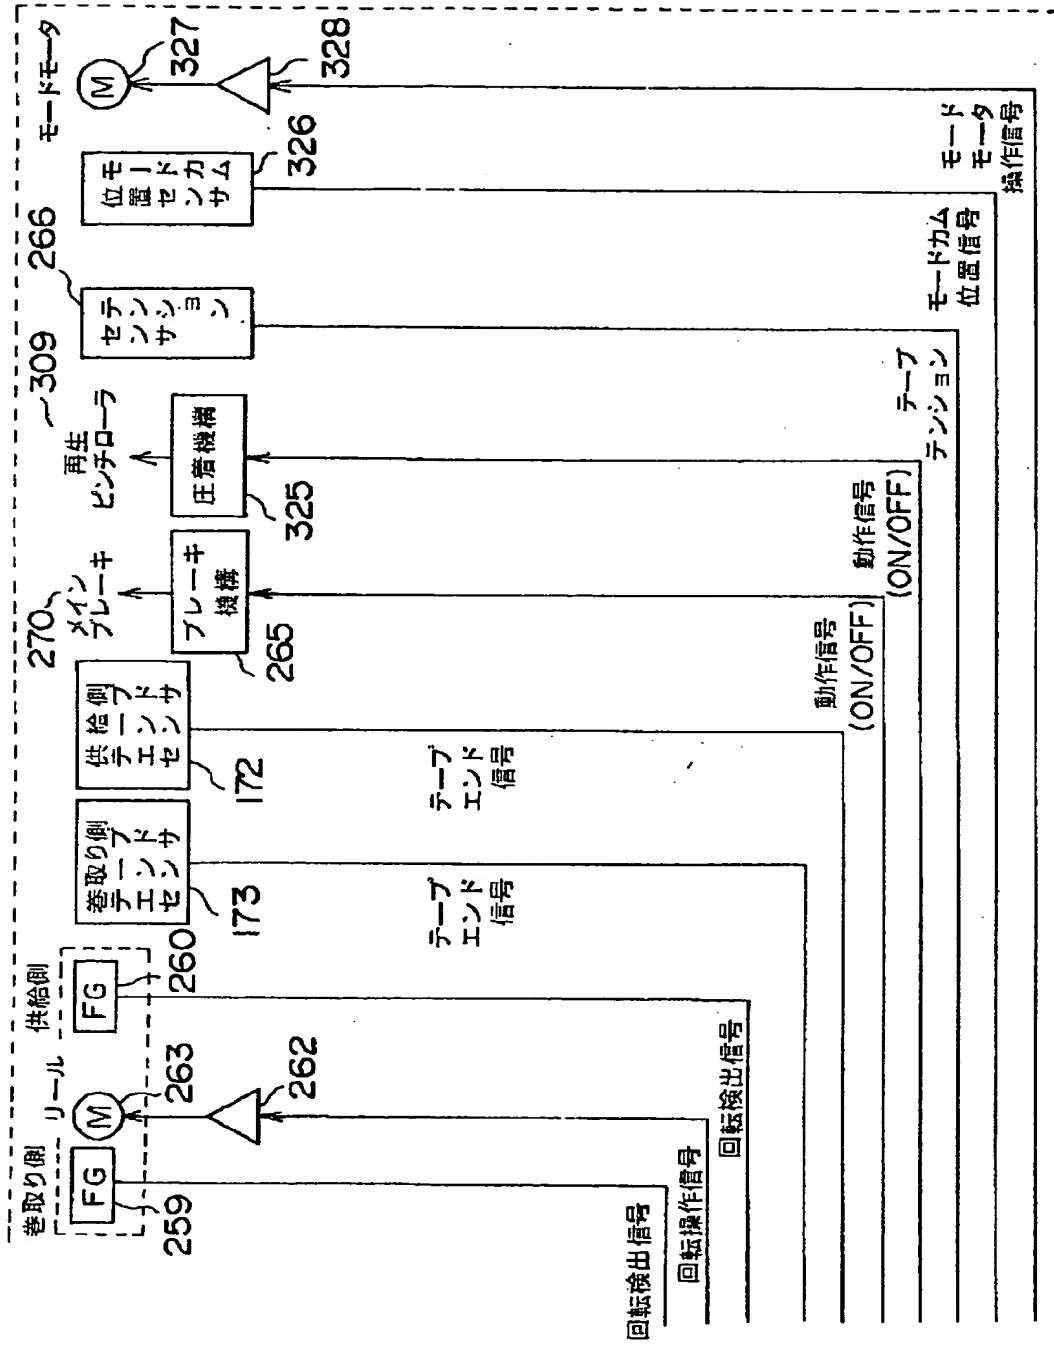 モードモータ
M
327
328
モードカム
位置センサ
326
266
テンション
センサ
309
再生
ピンチローラ
圧着機構
325
270
メイン
ブレーキ
ブレーキ
機構
265
供給側
テープ
エンド
センサ
172
巻取り側
テープ
エンド
センサ
173
供給側
FG
260
リール
M
263
262
巻取り側
FG
259
モード
モータ
操作信号
モードカム
位置信号
テープ
テンション
動作信号
(ON/OFF)
動作信号
(ON/OFF)
テープ
エンド
信号
テープ
エンド
信号
回転検出信号
回転操作信号
回転検出信号